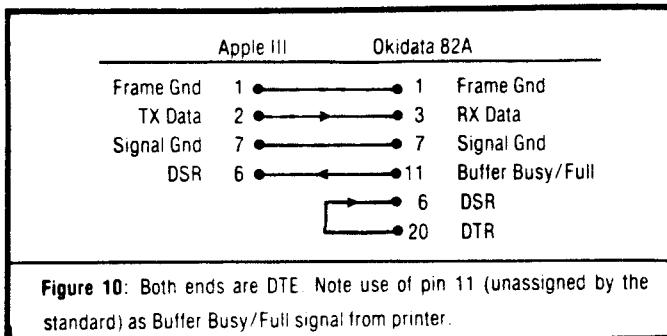 Apple III Okidata 82A
Frame Gnd 1 1 Frame Gnd
TX Data 2 3 RX Data
Signal Gnd 7 7 Signal Gnd
DSR 6 11 Buffer Busy/Full
6 DSR
20 DTR
Figure 10: Both ends are DTE. Note use of pin 11 (unassigned by the
standard) as Buffer Busy/Full signal from printer.